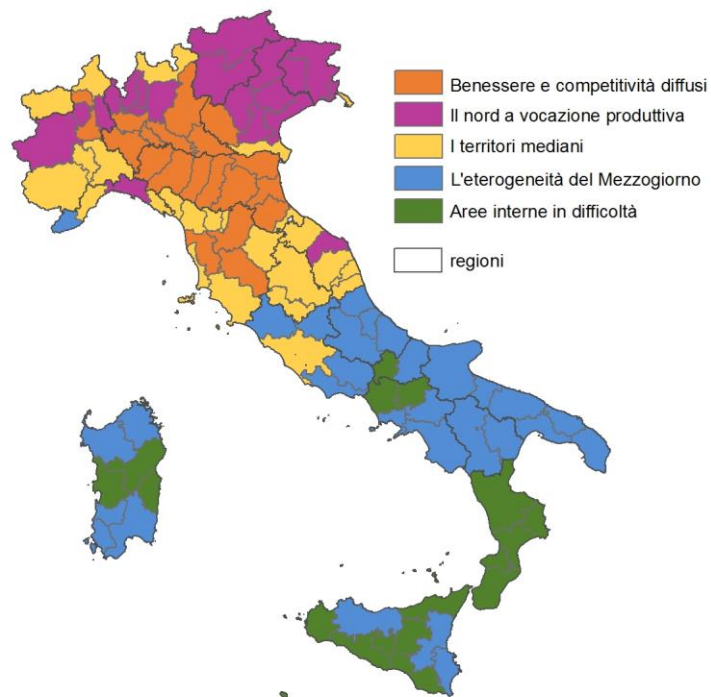 Benessere e competitività diffusi
Il nord a vocazione produttiva
I territori mediani
L'eterogeneità del Mezzogiorno
Aree interne in difficoltà
regioni